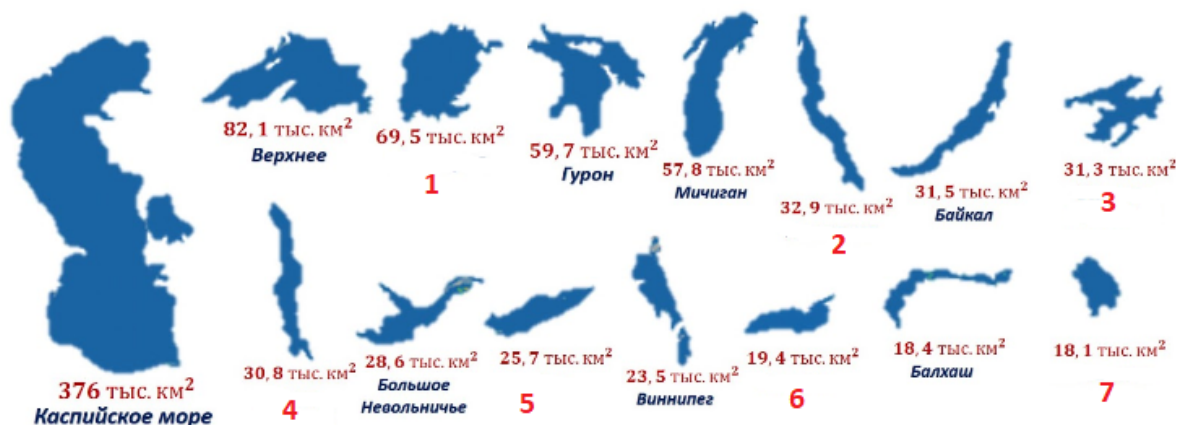 82, 1 тыс. км²
Верхнее
69, 5 тыс. км²
1
59, 7 тыс. км²
Гурон
57, 8 тыс. км²
Мичиган
32, 9 тыс. км²
2
31, 5 тыс. км²
Байкал
31, 3 тыс. км²
3
376 тыс. км²
Каспийское море
30, 8 тыс. км²
4
28, 6 тыс. км²
Большое
Невольничье
25, 7 тыс. км²
5
23, 5 тыс. км²
Виннипег
19, 4 тыс. км²
6
18, 4 тыс. км²
Балхаш
18, 1 тыс. км²
7